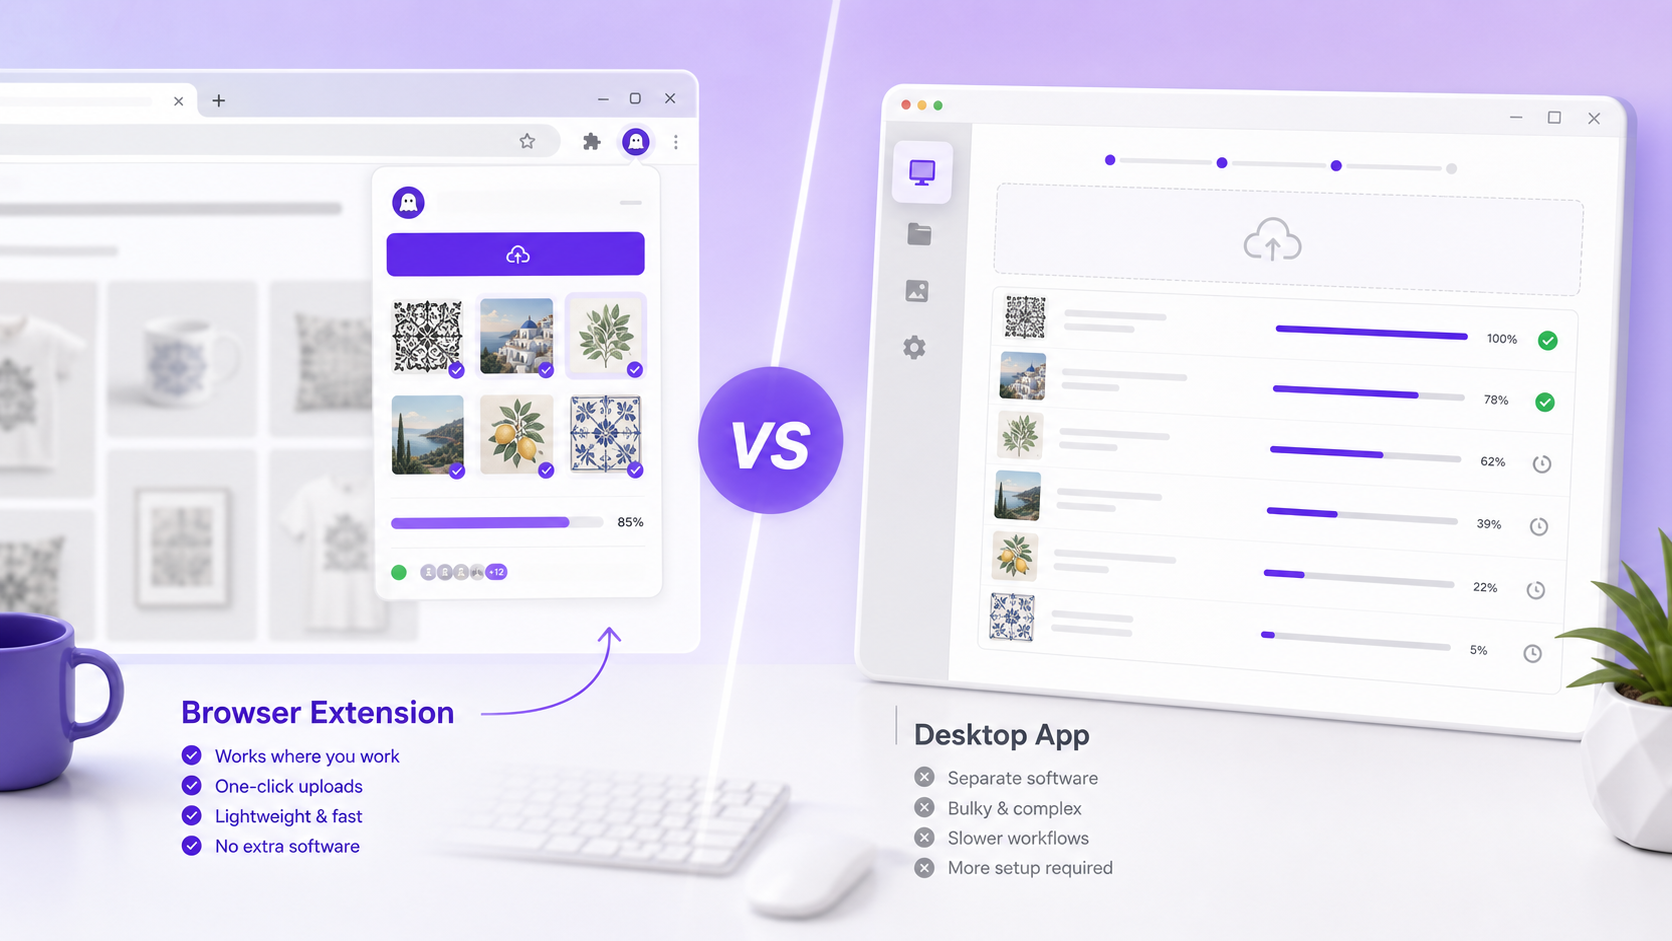 85%
+12
VS
100%
78%
62%
39%
22%
5%
Browser Extension
Works where you work
One-click uploads
Lightweight & fast
No extra software
Desktop App
Separate software
Bulky & complex
Slower workflows
More setup required